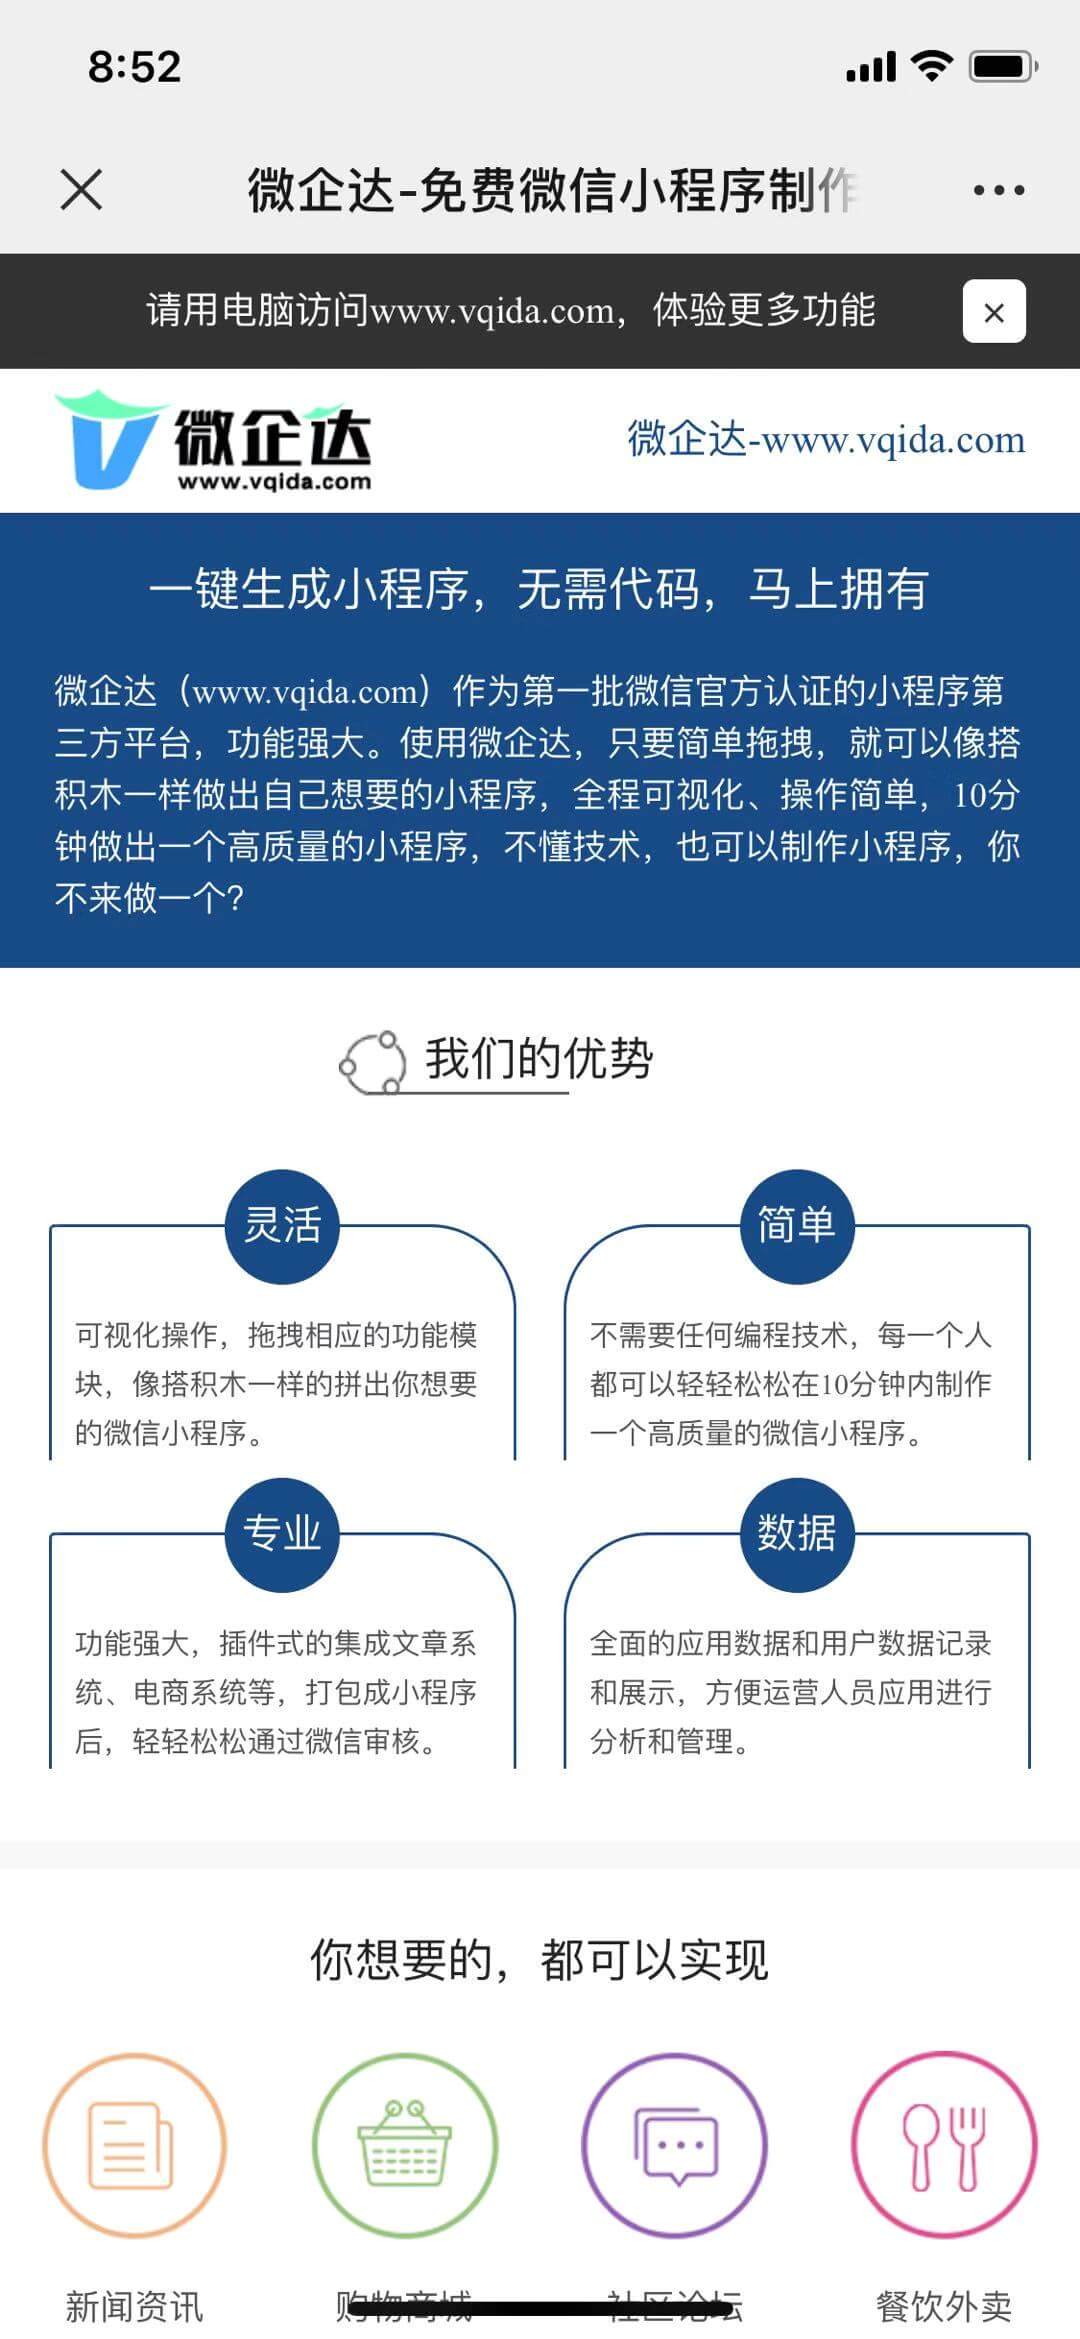 8:52
微企达-免费微信小程序制作
请用电脑访问www.vqida.com，体验更多功能
微企达
www.vqida.com
微企达-www.vqida.com
一键生成小程序，无需代码，马上拥有
微企达（www.vqida.com）作为第一批微信官方认证的小程序第
三方平台，功能强大。使用微企达，只要简单拖拽，就可以像搭
积木一样做出自己想要的小程序，全程可视化、操作简单，10分
钟做出一个高质量的小程序，不懂技术，也可以制作小程序，你
不来做一个？
我们的优势
灵活
可视化操作，拖拽相应的功能模
块，像搭积木一样的拼出你想要
的微信小程序。
简单
不需要任何编程技术，每一个人
都可以轻轻松松在10分钟内制作
一个高质量的微信小程序。
专业
功能强大，插件式的集成文章系
统、电商系统等，打包成小程序
后，轻轻松松通过微信审核。
数据
全面的应用数据和用户数据记录
和展示，方便运营人员应用进行
分析和管理。
你想要的，都可以实现
新闻资讯
购物商城
社区论坛
餐饮外卖